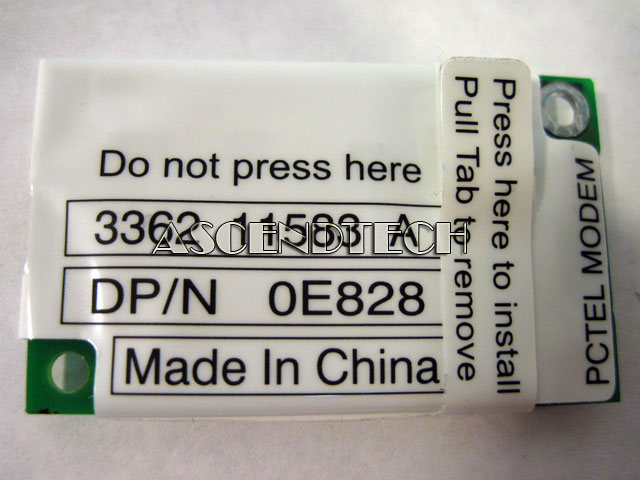 Do not press here
3362 11583 A
ASCENDTECH
DP/N 0E828
Made In China
Press here to install
Pull Tab to remove
PCTEL MODEM